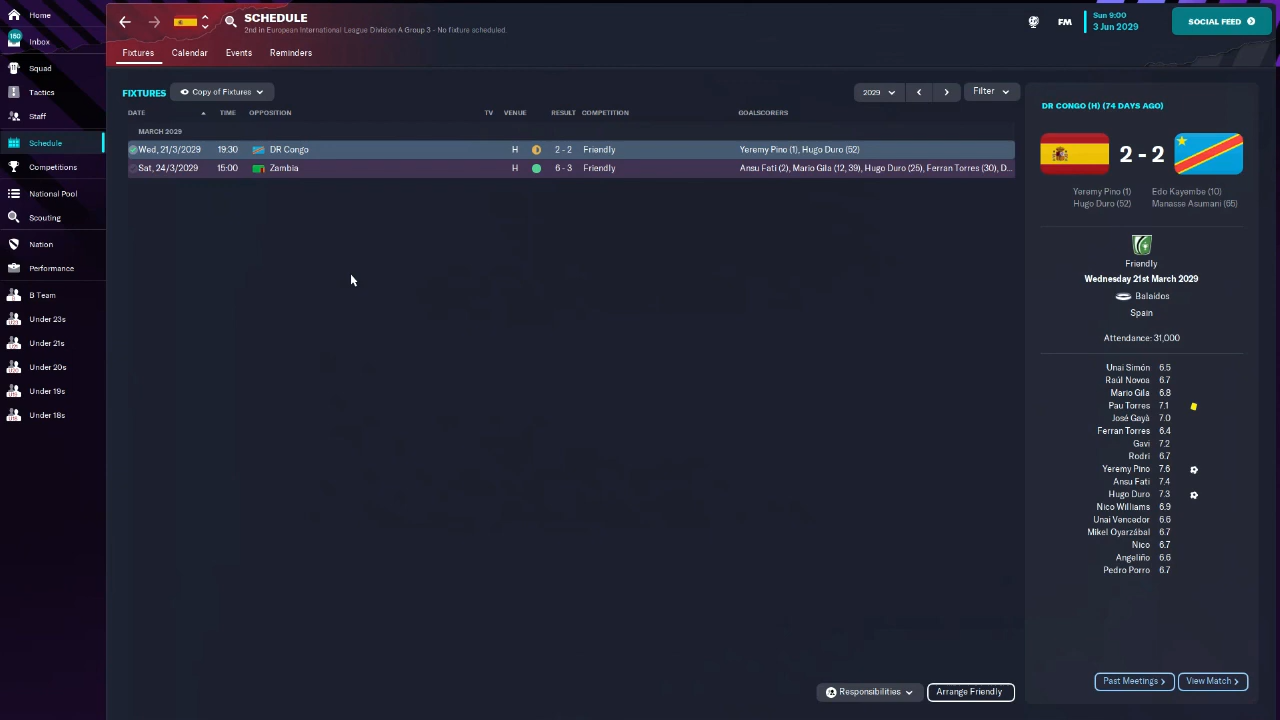 Home
150
Inbox
Squad
Tactics
Staff
Schedule
Competitions
National Pool
Scouting
Nation
Performance
B Team
Under 23s
Under 21s
Under 20s
Under 19s
Under 18s
SCHEDULE
2nd in European International League Division A Group 3 - No fixture scheduled.
FM
Sun 9:00
3 Jun 2029
SOCIAL FEED
Fixtures Calendar Events Reminders
FIXTURES Copy of Fixtures 2029 Filter
DATE TIME OPPOSITION TV VENUE RESULT COMPETITION GOALSCORERS
MARCH 2029
Wed, 21/3/2029 19:30 DR Congo H 2 - 2 Friendly Yeremy Pino (1), Hugo Duro (52)
Sat, 24/3/2029 15:00 Zambia H 6 - 3 Friendly Ansu Fati (2), Mario Gila (12, 39), Hugo Duro (25), Ferran Torres (30), D...
Responsibilities Arrange Friendly
DR CONGO (H) (74 DAYS AGO)
2 - 2
Yeremy Pino (1) Edo Kayembe (10)
Hugo Duro (52) Manasse Asumani (65)
Friendly
Wednesday 21st March 2029
Balaidos
Spain
Attendance: 31,000
Unai Simón 6.5
Raúl Novoa 6.7
Mario Gila 6.8
Pau Torres 7.1
José Gayà 7.0
Ferran Torres 6.4
Gavi 7.2
Rodri 6.7
Yeremy Pino 7.6
Ansu Fati 7.4
Hugo Duro 7.3
Nico Williams 6.9
Unai Vencedor 6.6
Mikel Oyarzábal 6.7
Nico 6.7
Angeliño 6.6
Pedro Porro 6.7
Past Meetings View Match